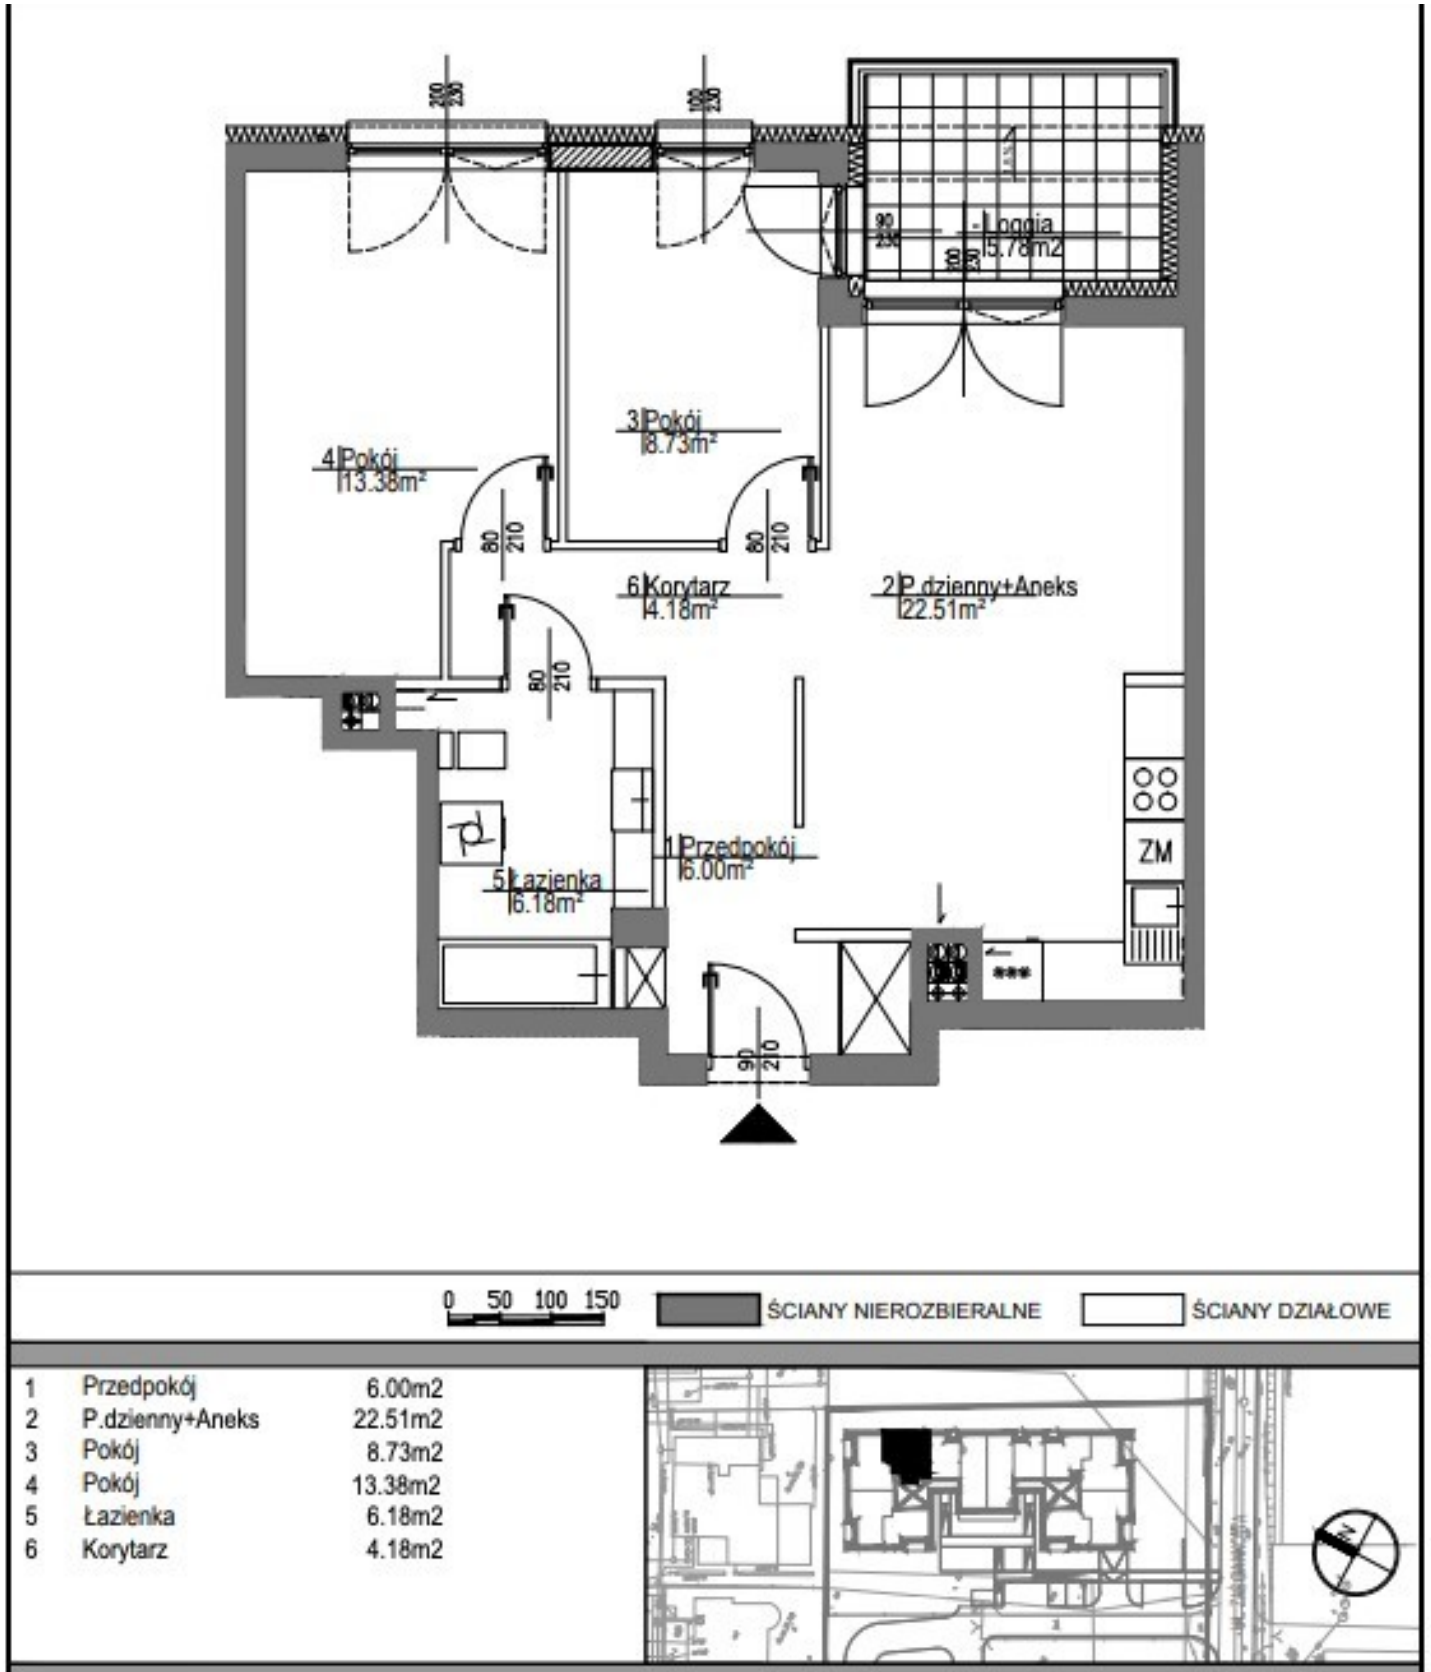 200
230
100
230
90
230
Loggia
5.78m2
200
230
3 Pokój
8.73m²
4 Pokój
13.38m²
80
210
80
210
6 Korytarz
4.18m²
2 P.dzienny+Aneks
22.51m²
80
210
ZM
1 Przedpokój
6.00m²
5 Łazienka
6.18m²
***
90
210
0 50 100 150
ŚCIANY NIEROZBIERALNE
ŚCIANY DZIAŁOWE
1 Przedpokój 6.00m2
2 P.dzienny+Aneks 22.51m2
3 Pokój 8.73m2
4 Pokój 13.38m2
5 Łazienka 6.18m2
6 Korytarz 4.18m2
N